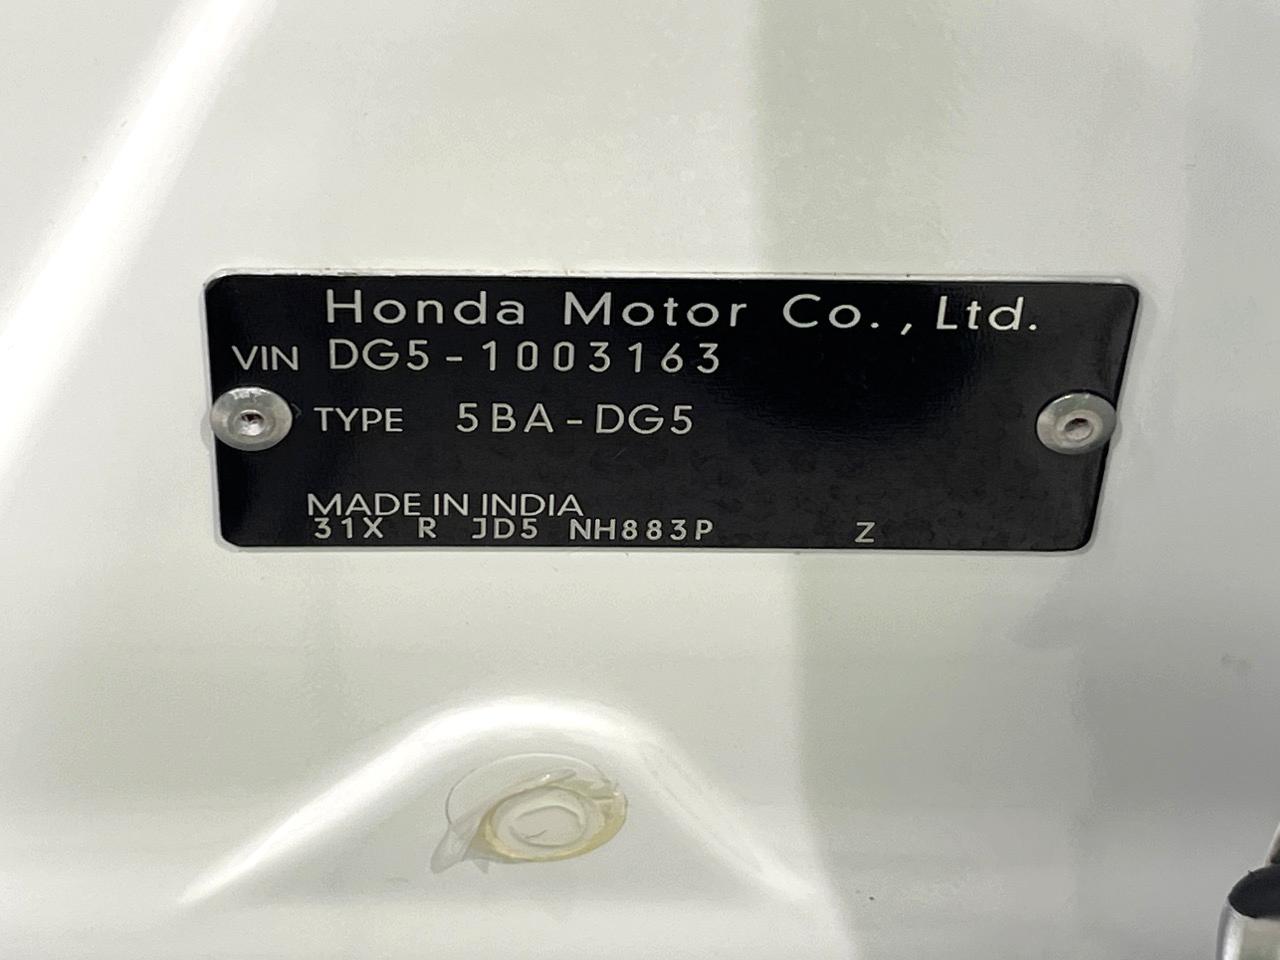 Honda Motor Co., Ltd.
VIN DG5-1003163
TYPE 5BA-DG5
MADE IN INDIA
31X R JD5 NH883P Z